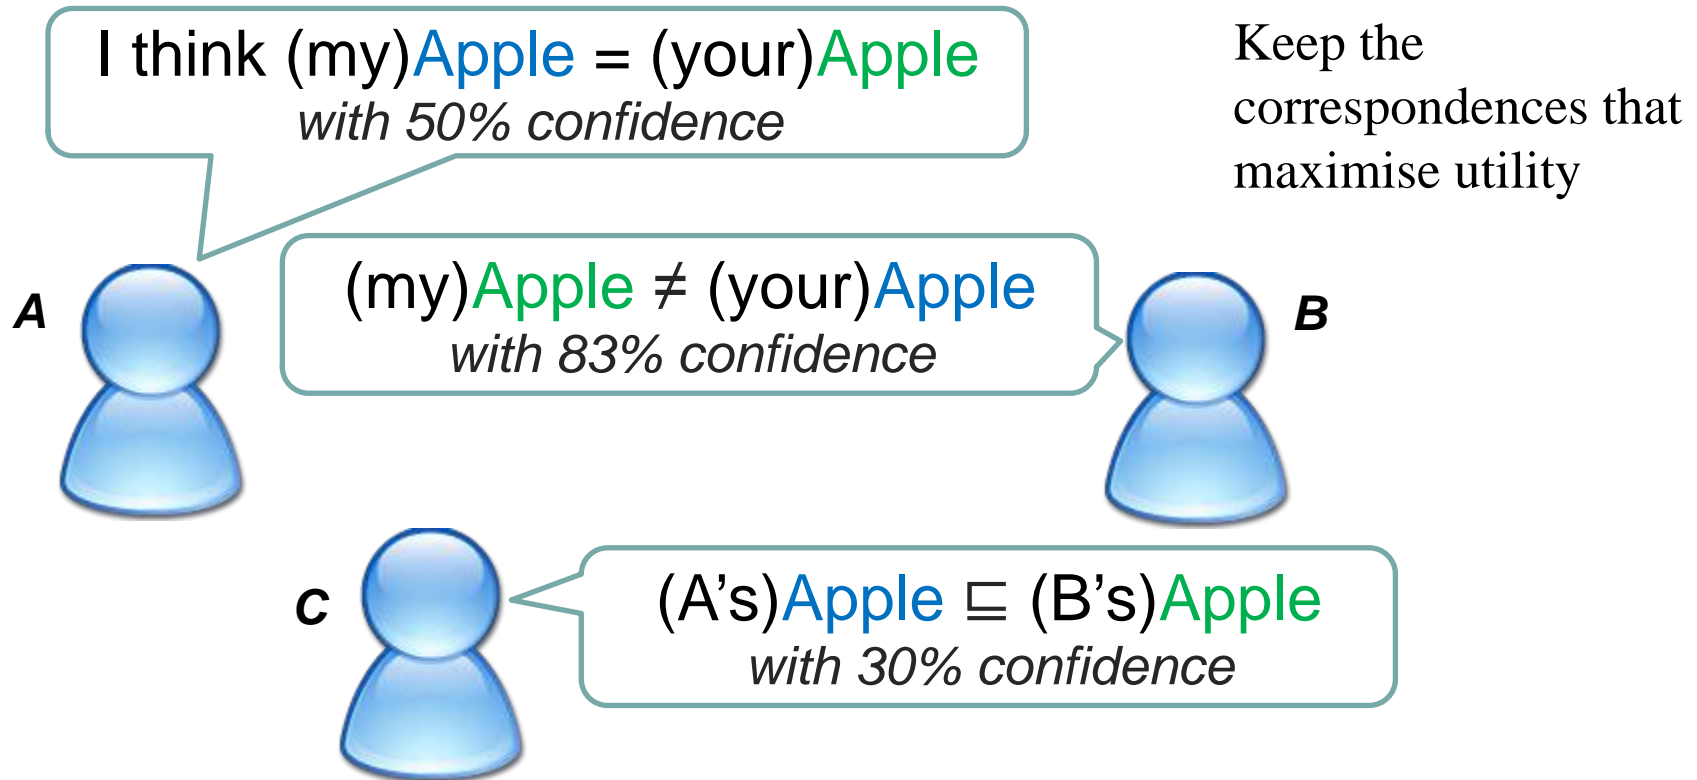 I think (my)Apple = (your)Apple
with 50% confidence
Keep the
correspondences that
maximise utility
(my)Apple ≠ (your)Apple
with 83% confidence
A
B
(A's)Apple ⊑ (B's)Apple
with 30% confidence
C